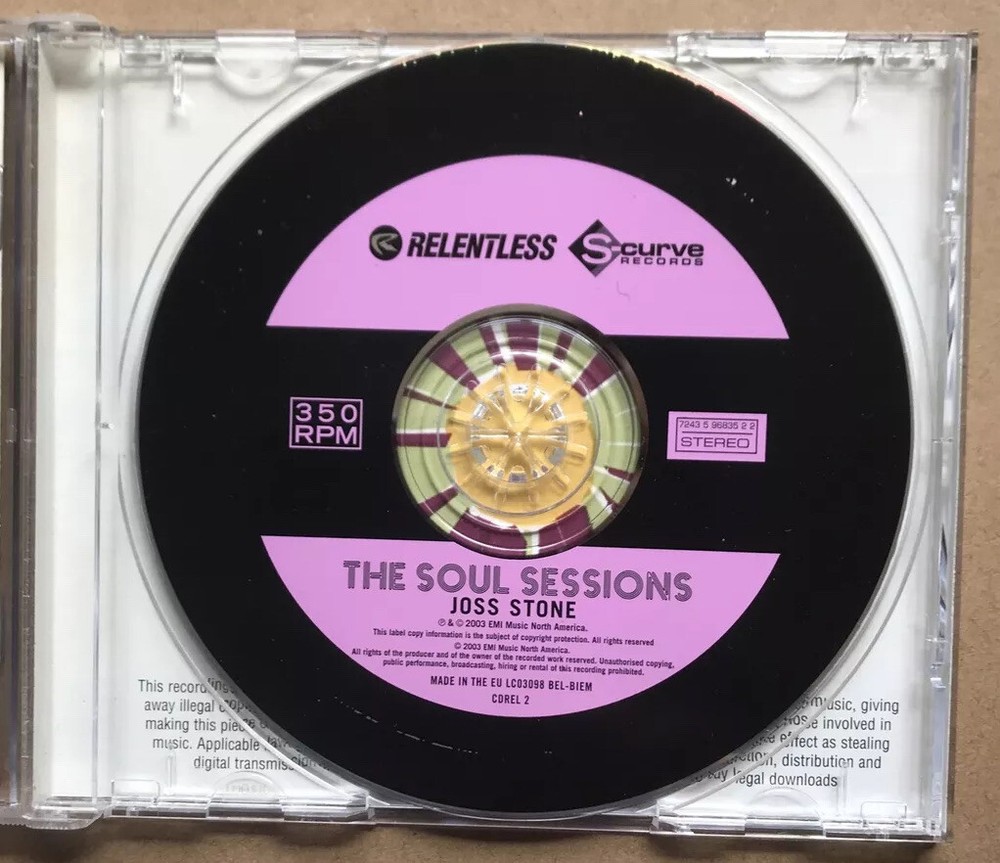 RELENTLESS
S-curve
RECORDS
350
RPM
7243 5 96835 2 2
STEREO
THE SOUL SESSIONS
JOSS STONE
℗ & © 2003 EMI Music North America.
This label copy information is the subject of copyright protection. All rights reserved
© 2003 EMI Music North America.
All rights of the producer and of the owner of the recorded work reserved. Unauthorised copying,
public performance, broadcasting, hiring or rental of this recording prohibited.
MADE IN THE EU LC03098 BEL-BIEM
CDREL 2
This recordings music, giving
away illegal those involved in
making this piece effect as stealing
music. Applicable distribution and
digital transmission legal downloads